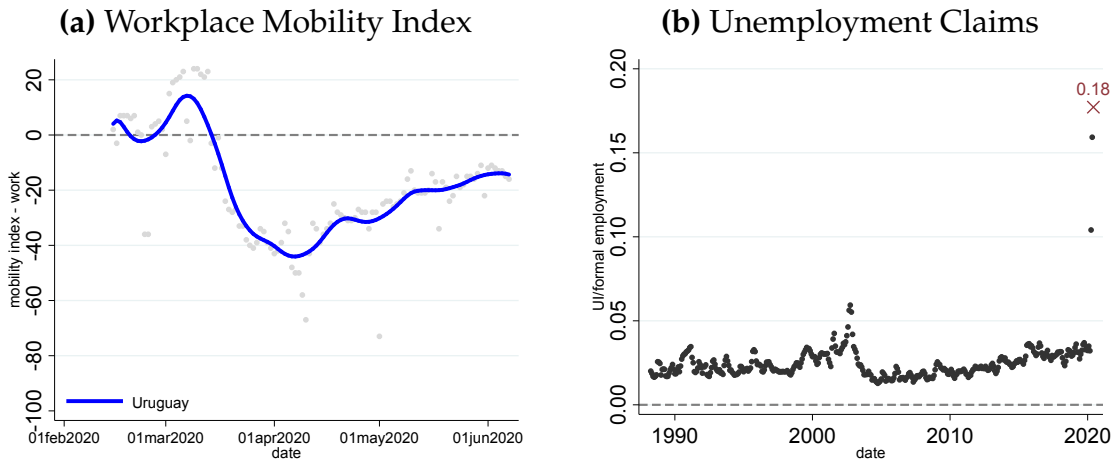 (a) Workplace Mobility Index
mobility index - work
20
0
-20
-40
-60
-80
-100
Uruguay
01feb2020 01mar2020 01apr2020 01may2020 01jun2020
date
(b) Unemployment Claims
UI/formal employment
0.20
0.15
0.10
0.05
0.00
0.18
1990 2000 2010 2020
date